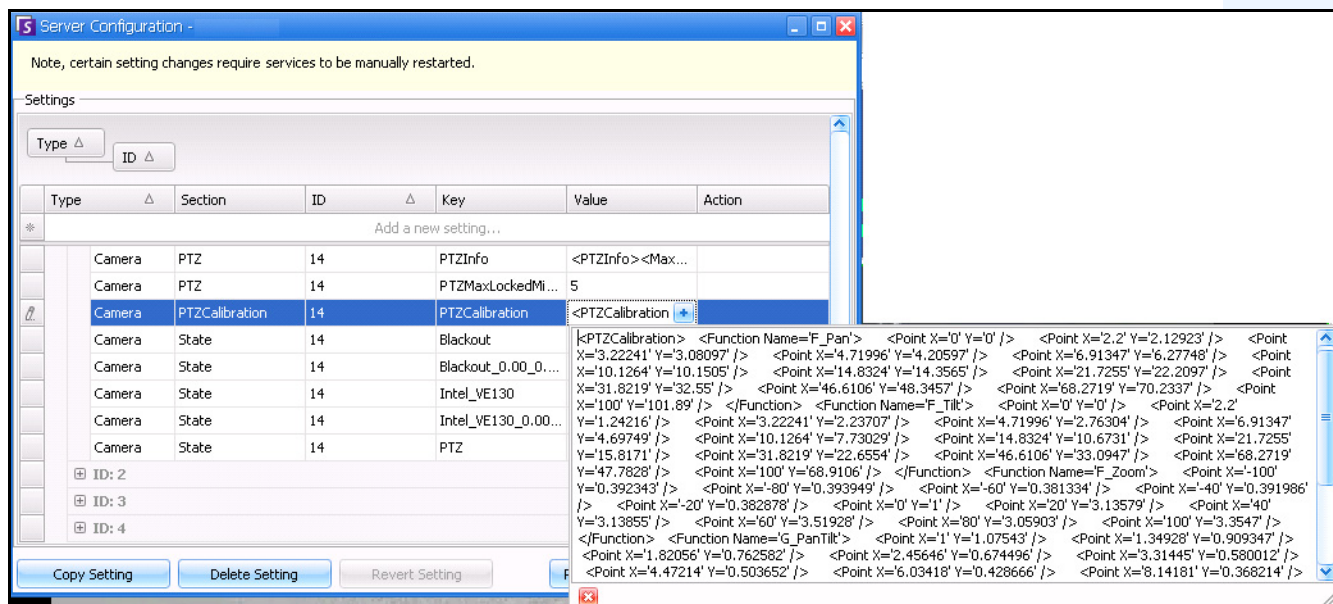 Server Configuration -
Note, certain setting changes require services to be manually restarted.
Settings
Type
ID
Type Section ID Key Value Action
Add a new setting...
Camera PTZ 14 PTZInfo <PTZInfo><Max...
Camera PTZ 14 PTZMaxLockedMi... 5
Camera PTZCalibration 14 PTZCalibration <PTZCalibration
Camera State 14 Blackout
Camera State 14 Blackout_0.00_0....
Camera State 14 Intel_VE130
Camera State 14 Intel_VE130_0.00...
Camera State 14 PTZ
ID: 2
ID: 3
ID: 4
<PTZCalibration> <Function Name='F_Pan'> <Point X='0' Y='0' /> <Point X='2.2' Y='2.12923' /> <Point
X='3.22241' Y='3.08097' /> <Point X='4.71996' Y='4.20597' /> <Point X='6.91347' Y='6.27748' /> <Point
X='10.1264' Y='10.1505' /> <Point X='14.8324' Y='14.3565' /> <Point X='21.7255' Y='22.2097' /> <Point
X='31.8219' Y='32.55' /> <Point X='46.6106' Y='48.3457' /> <Point X='68.2719' Y='70.2337' /> <Point
X='100' Y='101.89' /> </Function> <Function Name='F_Tilt'> <Point X='0' Y='0' /> <Point X='2.2'
Y='1.24216' /> <Point X='3.22241' Y='2.23707' /> <Point X='4.71996' Y='2.76304' /> <Point X='6.91347'
Y='4.69749' /> <Point X='10.1264' Y='7.73029' /> <Point X='14.8324' Y='10.6731' /> <Point X='21.7255'
Y='15.8171' /> <Point X='31.8219' Y='22.6554' /> <Point X='46.6106' Y='33.0947' /> <Point X='68.2719'
Y='47.7828' /> <Point X='100' Y='68.9106' /> </Function> <Function Name='F_Zoom'> <Point X='-100'
Y='0.392343' /> <Point X='-80' Y='0.393949' /> <Point X='-60' Y='0.381334' /> <Point X='-40' Y='0.391986'
/> <Point X='-20' Y='0.382878' /> <Point X='0' Y='1' /> <Point X='20' Y='3.13579' /> <Point X='40'
Y='3.13855' /> <Point X='60' Y='3.51928' /> <Point X='80' Y='3.05903' /> <Point X='100' Y='3.3547' />
</Function> <Function Name='G_PanTilt'> <Point X='1' Y='1.07543' /> <Point X='1.34928' Y='0.909347' />
<Point X='1.82056' Y='0.762582' /> <Point X='2.45646' Y='0.674496' /> <Point X='3.31445' Y='0.580012' />
<Point X='4.47214' Y='0.503652' /> <Point X='6.03418' Y='0.428666' /> <Point X='8.14181' Y='0.368214' />
Copy Setting Delete Setting Revert Setting